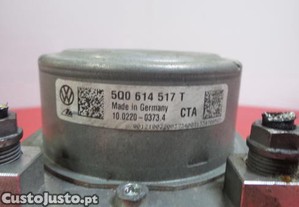 5Q0 614 517 T
Made in Germany
10.0220-0373.4
CTA
CustoJusto.pt